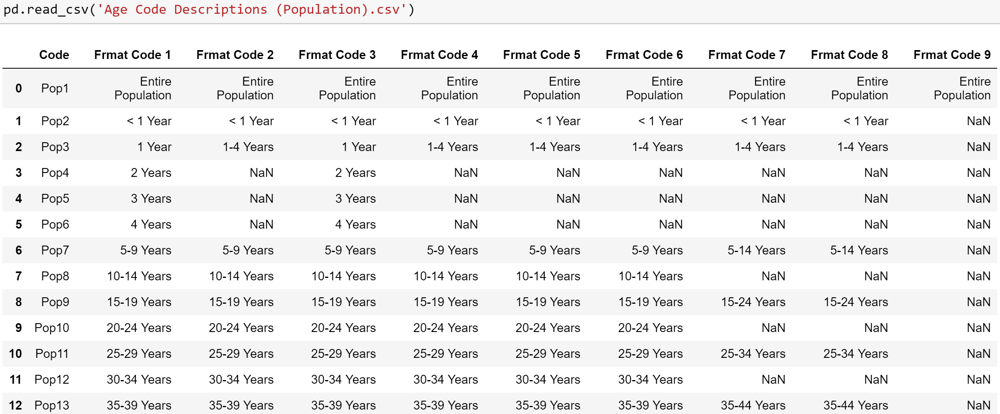 pd.read_csv('Age Code Descriptions (Population).csv')
Code Frmat Code 1 Frmat Code 2 Frmat Code 3 Frmat Code 4 Frmat Code 5 Frmat Code 6 Frmat Code 7 Frmat Code 8 Frmat Code 9
0 Pop1 Entire Population Entire Population Entire Population Entire Population Entire Population Entire Population Entire Population Entire Population Entire Population
1 Pop2 < 1 Year < 1 Year < 1 Year < 1 Year < 1 Year < 1 Year < 1 Year < 1 Year NaN
2 Pop3 1 Year 1-4 Years 1 Year 1-4 Years 1-4 Years 1-4 Years 1-4 Years 1-4 Years NaN
3 Pop4 2 Years NaN 2 Years NaN NaN NaN NaN NaN NaN
4 Pop5 3 Years NaN 3 Years NaN NaN NaN NaN NaN NaN
5 Pop6 4 Years NaN 4 Years NaN NaN NaN NaN NaN NaN
6 Pop7 5-9 Years 5-9 Years 5-9 Years 5-9 Years 5-9 Years 5-9 Years 5-14 Years 5-14 Years NaN
7 Pop8 10-14 Years 10-14 Years 10-14 Years 10-14 Years 10-14 Years 10-14 Years NaN NaN NaN
8 Pop9 15-19 Years 15-19 Years 15-19 Years 15-19 Years 15-19 Years 15-19 Years 15-24 Years 15-24 Years NaN
9 Pop10 20-24 Years 20-24 Years 20-24 Years 20-24 Years 20-24 Years 20-24 Years NaN NaN NaN
10 Pop11 25-29 Years 25-29 Years 25-29 Years 25-29 Years 25-29 Years 25-29 Years 25-34 Years 25-34 Years NaN
11 Pop12 30-34 Years 30-34 Years 30-34 Years 30-34 Years 30-34 Years 30-34 Years NaN NaN NaN
12 Pop13 35-39 Years 35-39 Years 35-39 Years 35-39 Years 35-39 Years 35-39 Years 35-44 Years 35-44 Years NaN